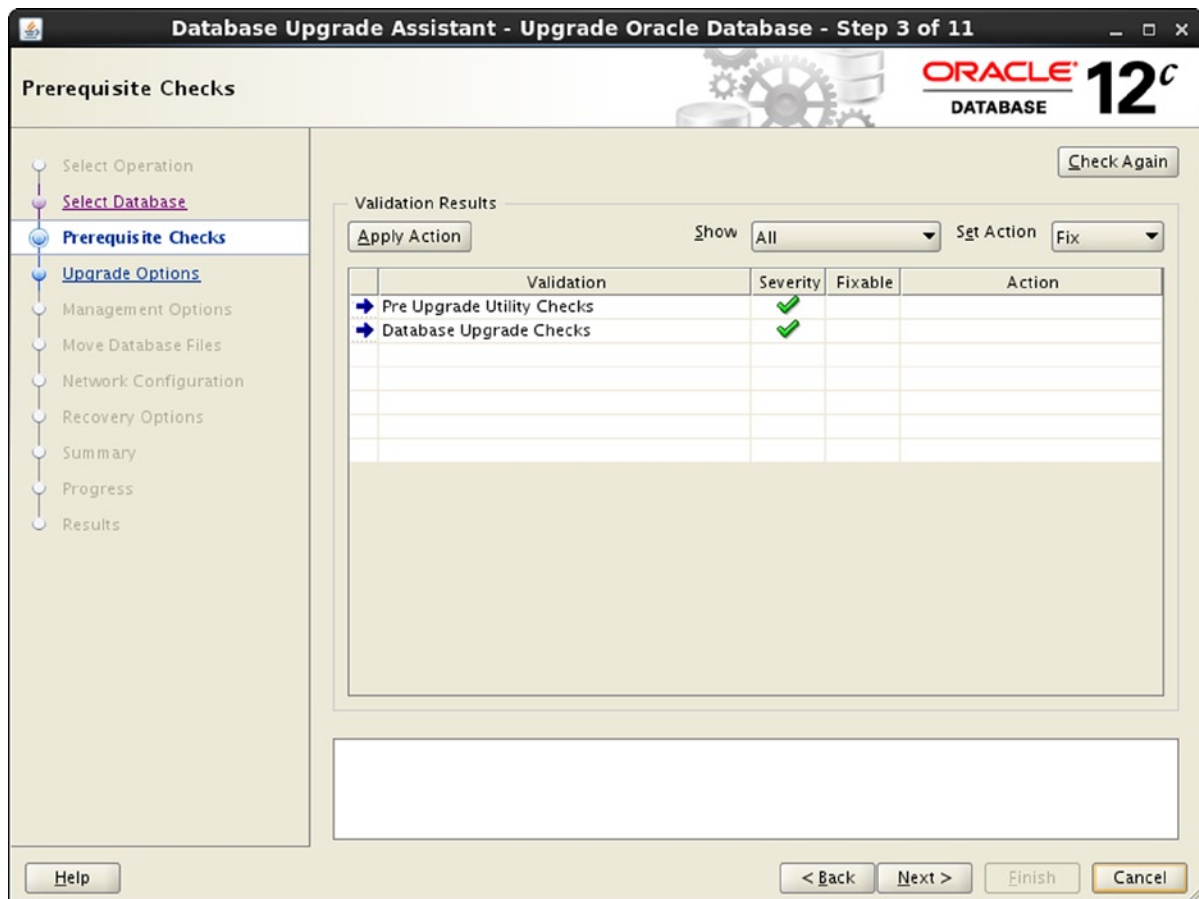 Database Upgrade Assistant - Upgrade Oracle Database - Step 3 of 11
Prerequisite Checks
ORACLE DATABASE 12c
Select Operation
Select Database
Prerequisite Checks
Upgrade Options
Management Options
Move Database Files
Network Configuration
Recovery Options
Summary
Progress
Results
Check Again
Validation Results
Apply Action Show All Set Action Fix
Validation Severity Fixable Action
Pre Upgrade Utility Checks
Database Upgrade Checks
Help < Back Next > Finish Cancel